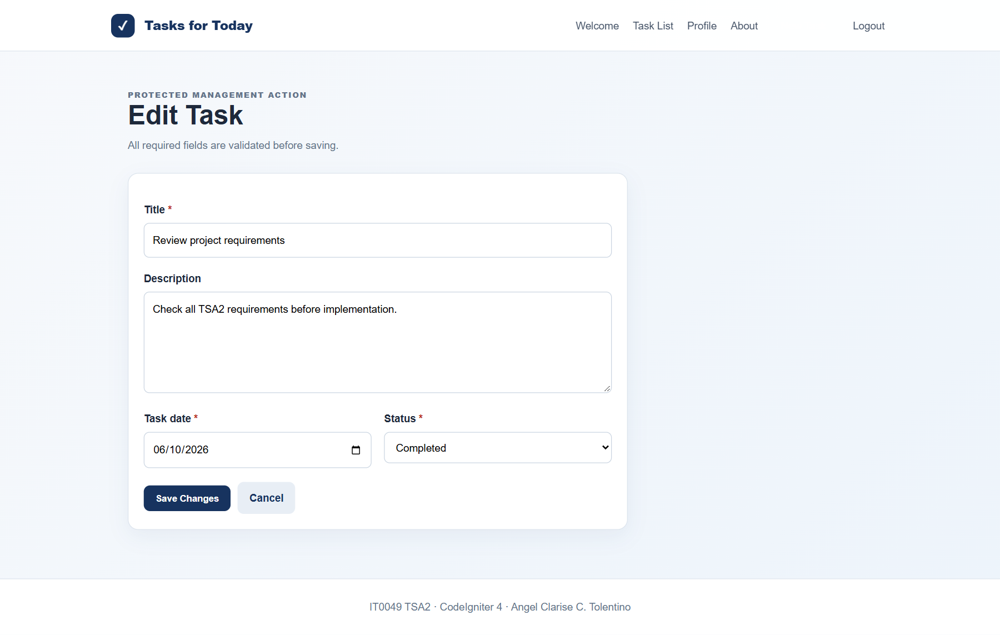 Tasks for Today
Welcome Task List Profile About Logout
PROTECTED MANAGEMENT ACTION
Edit Task
All required fields are validated before saving.
Title *
Review project requirements
Description
Check all TSA2 requirements before implementation.
Task date * Status *
06/10/2026 Completed
Save Changes Cancel
IT0049 TSA2 · CodeIgniter 4 · Angel Clarise C. Tolentino